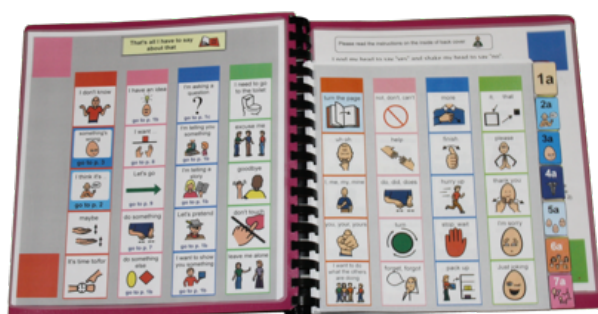 That's all I have to say
about that
I don't know
I have an idea
go to p. 1b
I'm asking a
question
I need to go
to the toilet
something's
wrong
go to p. 3
I want ...
I'm telling you
something
excuse me
I think it's
go to p. 2
Let's go
I'm telling a
story
goodbye
maybe
do something
go to p. 7
Let's pretend
don't touch
it's time to/for
do something
else
I want to show
you something
leave me alone
Please read the instructions on the inside of back cover
I nod my head to say "yes" and shake my head to say "no".
turn the page
not, don't, can't
more
it, that
uh oh
help
finish
please
I, me, my, mine
do, did, does
hurry up
thank you
you, your, yours
turn
stop, wait
I'm sorry
I want to do
what the others
are doing
forget, forgot
pack up
Just joking
1a
2a
3a
4a
5a
6a
7a